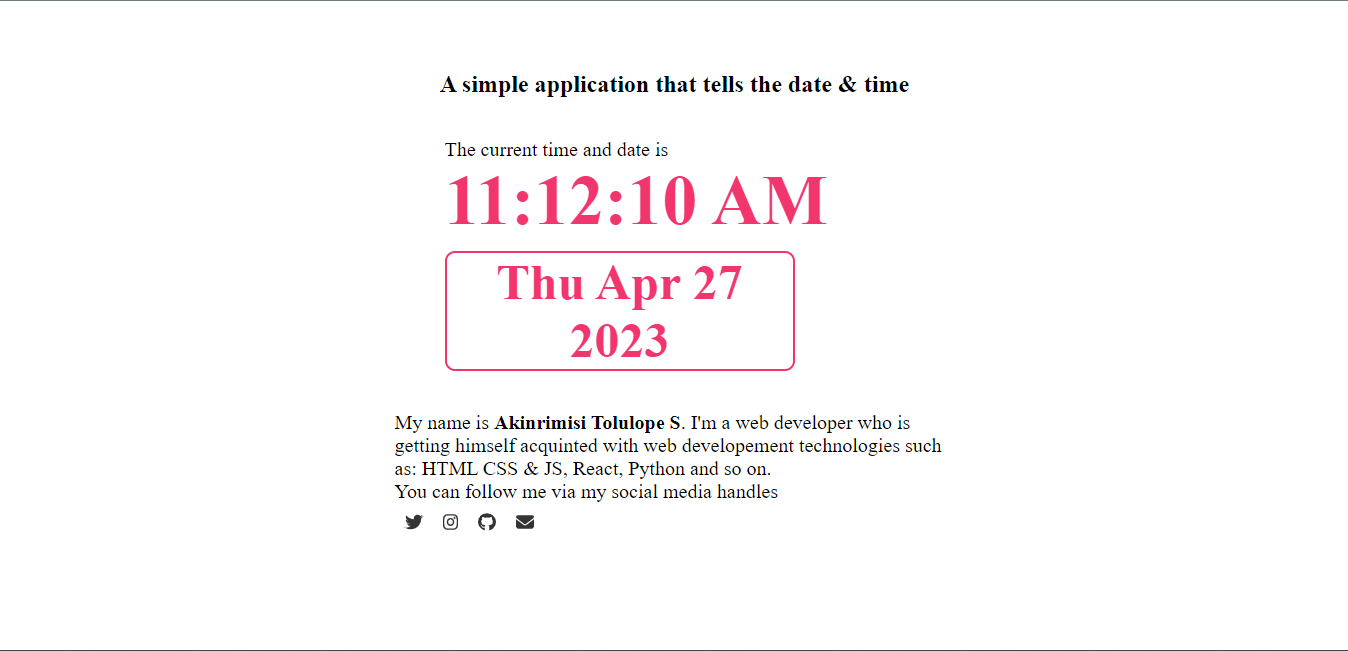 A simple application that tells the date & time
The current time and date is
11:12:10 AM
Thu Apr 27
2023
My name is Akinrimisi Tolulope S. I'm a web developer who is
getting himself acquinted with web developement technologies such
as: HTML CSS & JS, React, Python and so on.
You can follow me via my social media handles